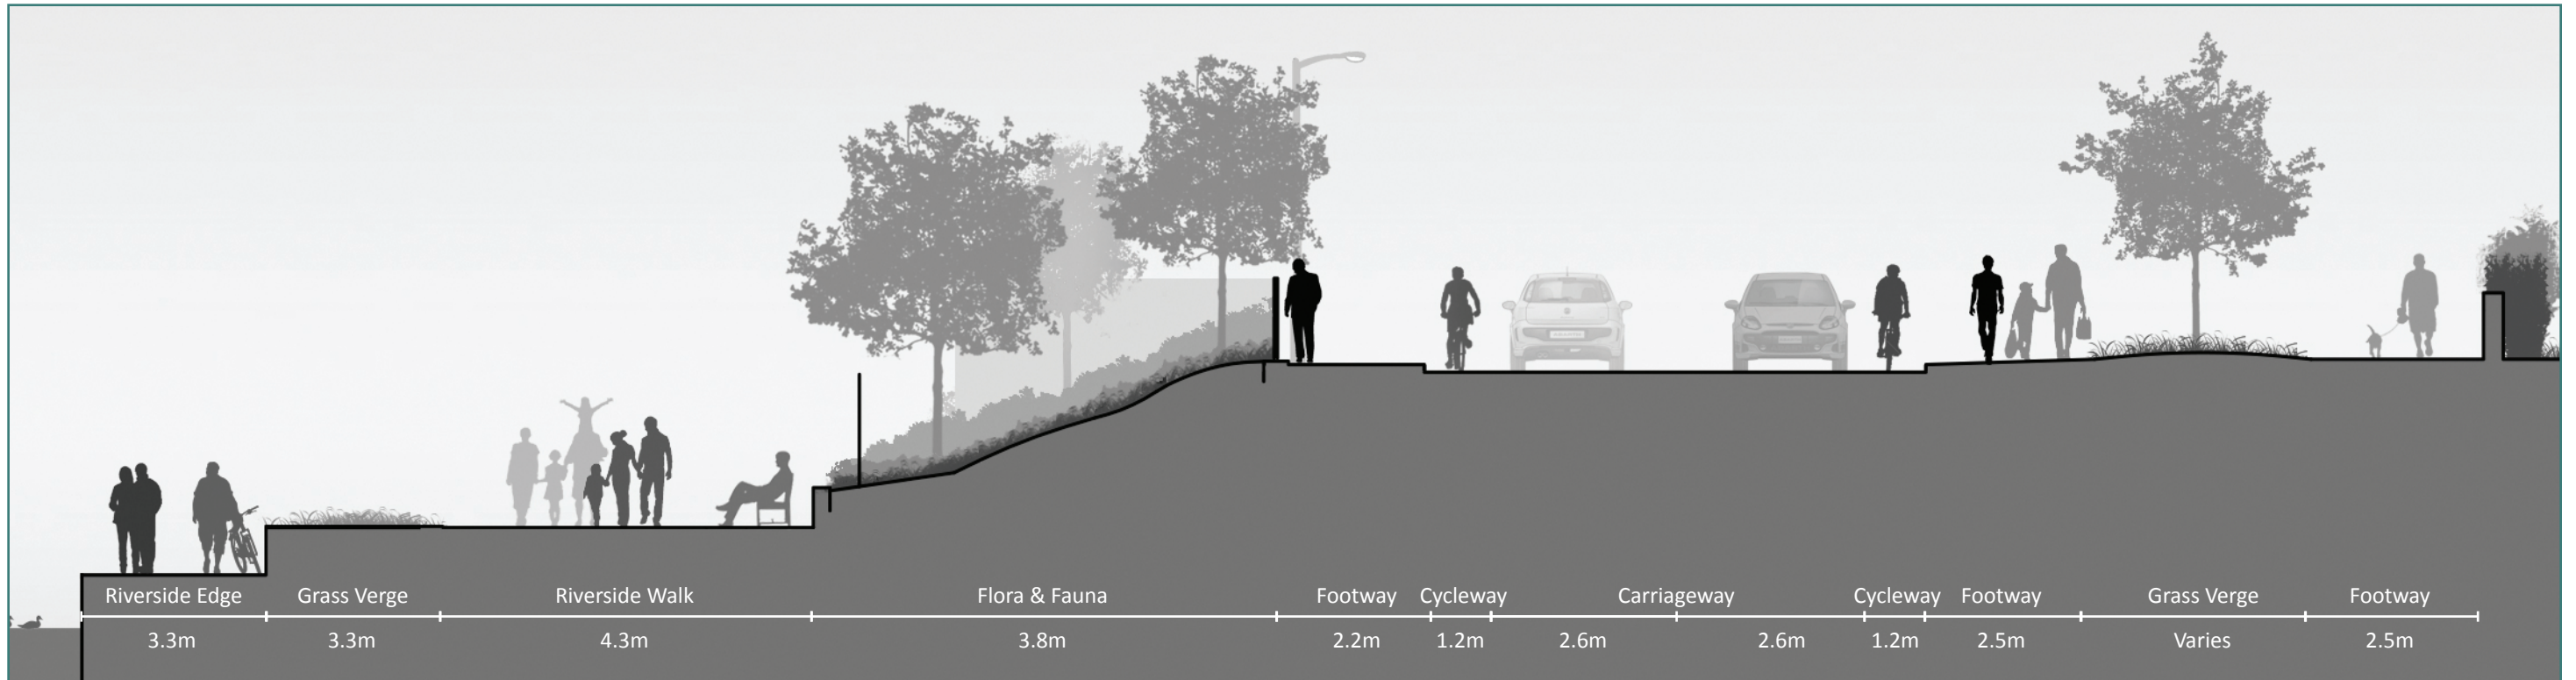 Riverside Edge Grass Verge Riverside Walk Flora & Fauna Footway Cycleway Carriageway Cycleway Footway Grass Verge Footway
3.3m 3.3m 4.3m 3.8m 2.2m 1.2m 2.6m 2.6m 1.2m 2.5m Varies 2.5m